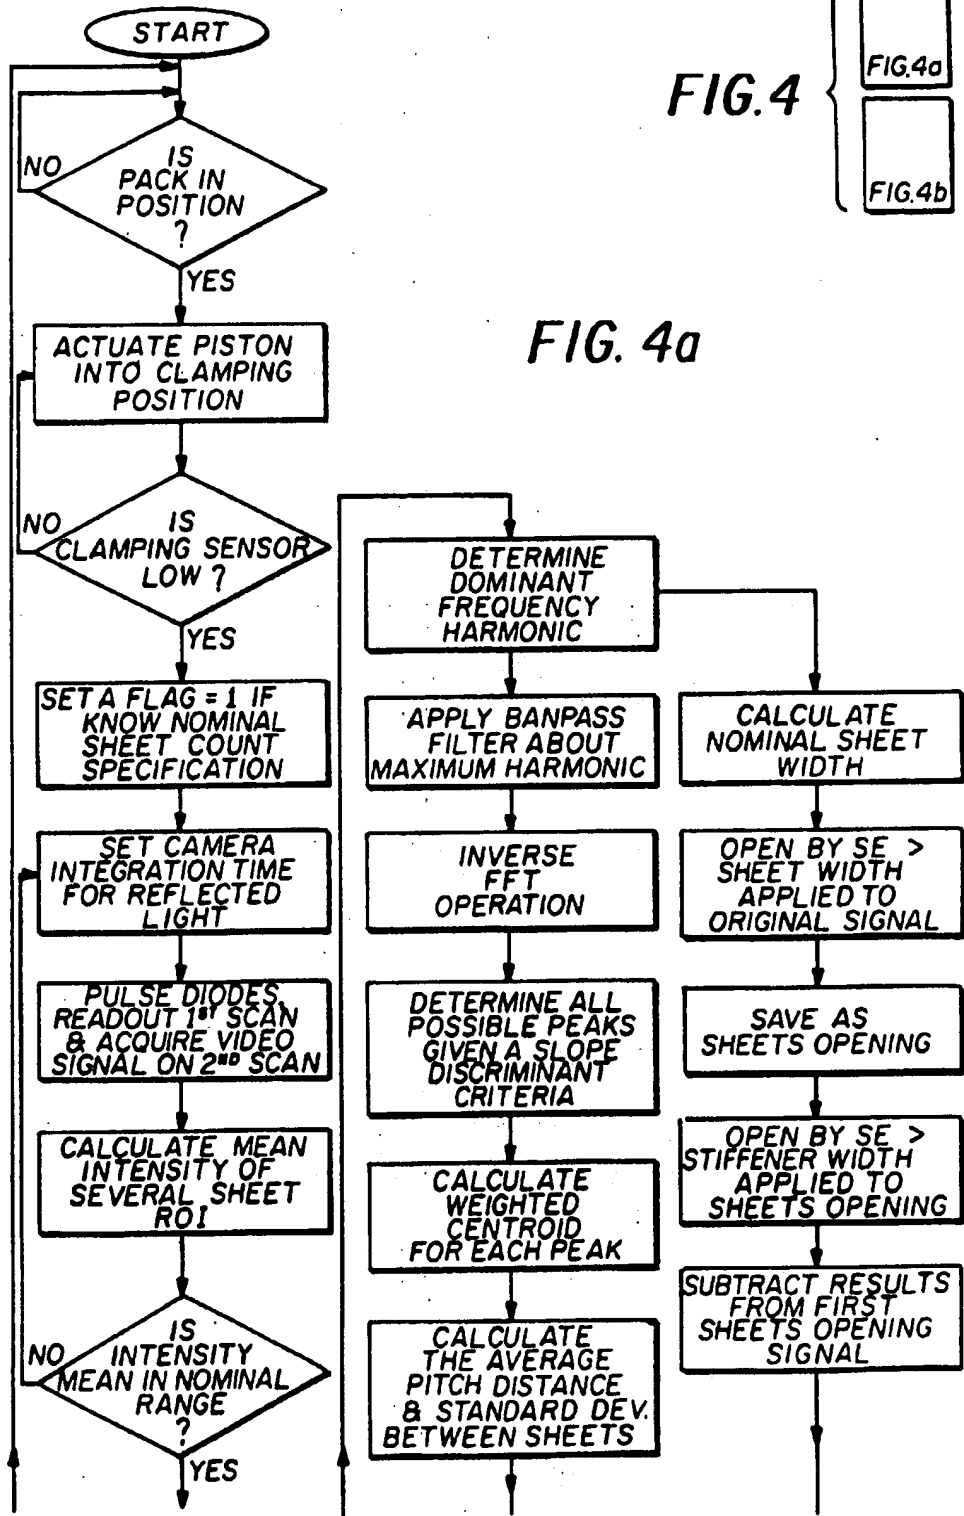 START
FIG. 4
FIG.4a
FIG.4b
FIG. 4a
IS
PACK IN
POSITION
?
NO
YES
ACTUATE PISTON
INTO CLAMPING
POSITION
IS
CLAMPING SENSOR
LOW ?
NO
YES
SET A FLAG = 1 IF
KNOW NOMINAL
SHEET COUNT
SPECIFICATION
SET CAMERA
INTEGRATION TIME
FOR REFLECTED
LIGHT
PULSE DIODES,
READOUT 1ST SCAN
& ACQUIRE VIDEO
SIGNAL ON 2ND SCAN
CALCULATE MEAN
INTENSITY OF
SEVERAL SHEET
ROI
IS
INTENSITY
MEAN IN NOMINAL
RANGE
?
NO
YES
DETERMINE
DOMINANT
FREQUENCY
HARMONIC
APPLY BANPASS
FILTER ABOUT
MAXIMUM HARMONIC
INVERSE
FFT
OPERATION
DETERMINE ALL
POSSIBLE PEAKS
GIVEN A SLOPE
DISCRIMINANT
CRITERIA
CALCULATE
WEIGHTED
CENTROID
FOR EACH PEAK
CALCULATE
THE AVERAGE
PITCH DISTANCE
& STANDARD DEV.
BETWEEN SHEETS
CALCULATE
NOMINAL SHEET
WIDTH
OPEN BY SE >
SHEET WIDTH
APPLIED TO
ORIGINAL SIGNAL
SAVE AS
SHEETS OPENING
OPEN BY SE >
STIFFENER WIDTH
APPLIED TO
SHEETS OPENING
SUBTRACT RESULTS
FROM FIRST
SHEETS OPENING
SIGNAL